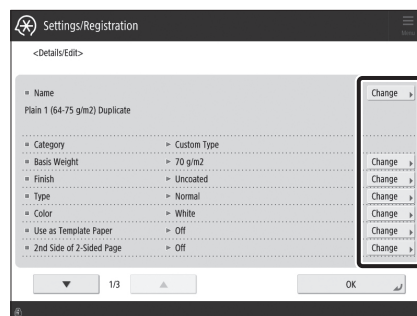 Settings/Registration
Menu
<Details/Edit>
Name Change
Plain 1 (64-75 g/m2) Duplicate
Category Custom Type
Basis Weight 70 g/m2 Change
Finish Uncoated Change
Type Normal Change
Color White Change
Use as Template Paper Off Change
2nd Side of 2-Sided Page Off Change
1/3 OK